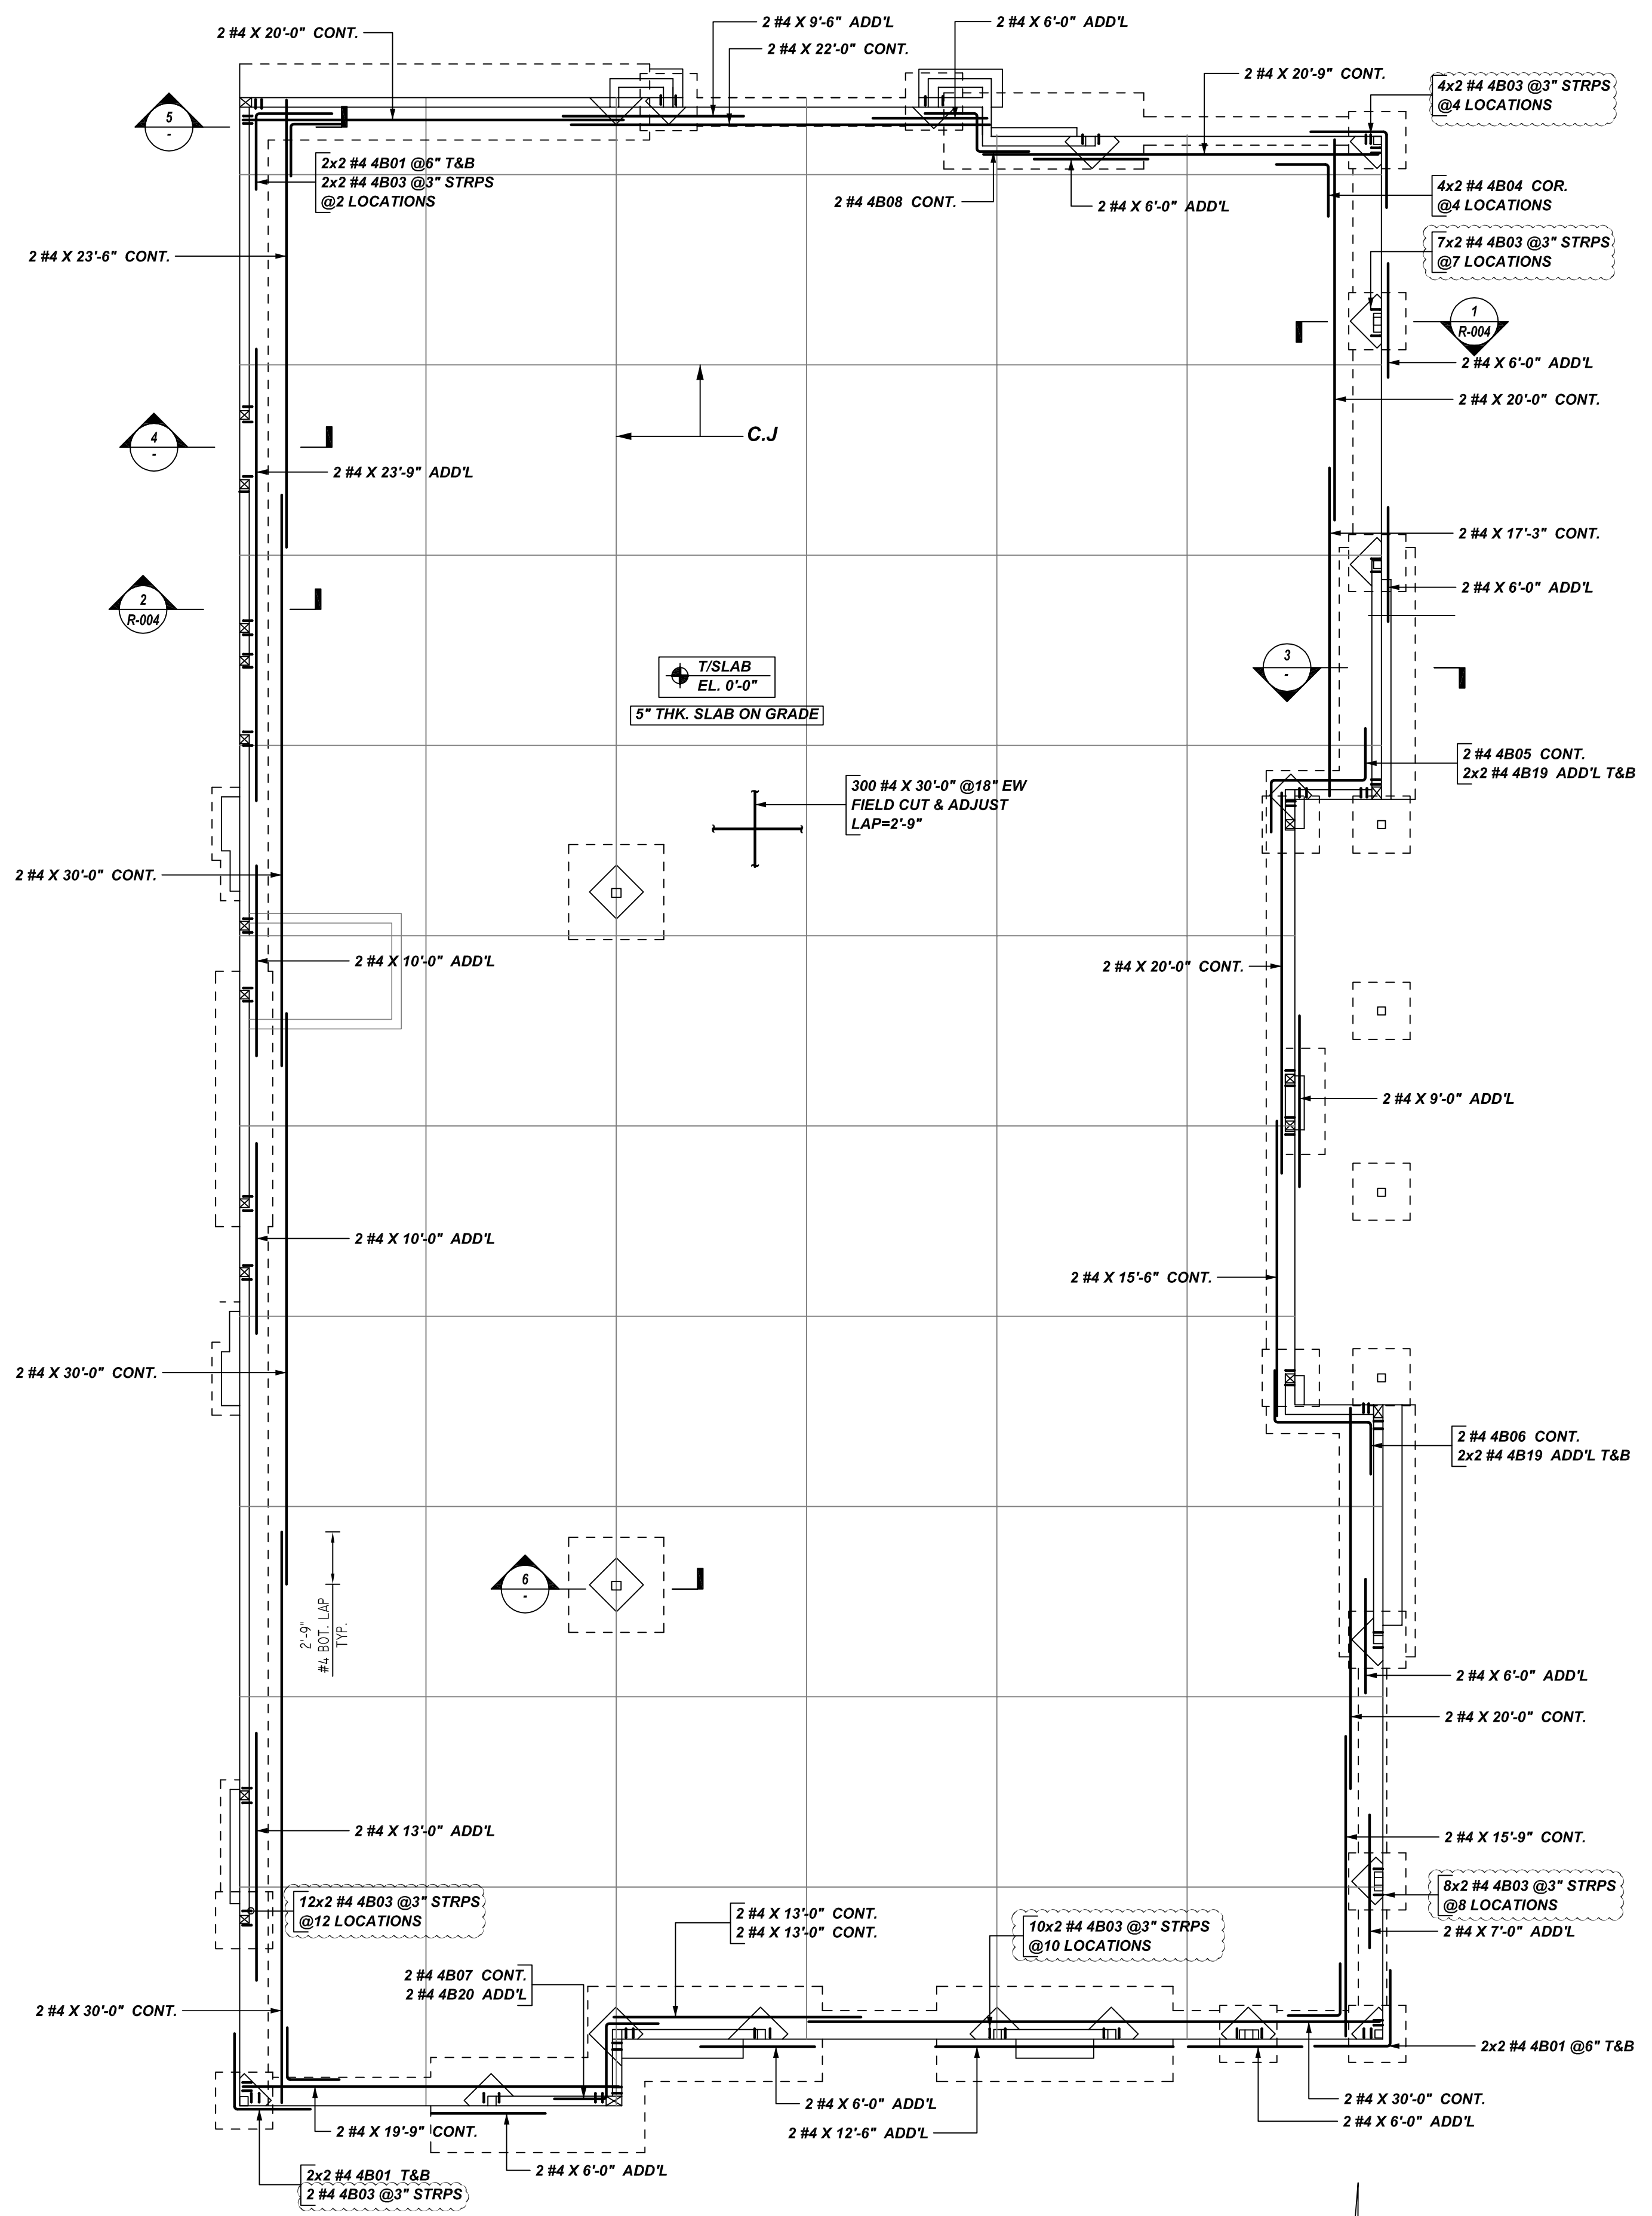 2 #4 X 20'-0" CONT.
2 #4 X 9'-6" ADD'L
2 #4 X 6'-0" ADD'L
2 #4 X 22'-0" CONT.
2 #4 X 20'-9" CONT.
4x2 #4 4B03 @3" STRPS
@4 LOCATIONS
5
-
2x2 #4 4B01 @6" T&B
2x2 #4 4B03 @3" STRPS
@2 LOCATIONS
2 #4 4B08 CONT.
2 #4 X 6'-0" ADD'L
4x2 #4 4B04 COR.
@4 LOCATIONS
2 #4 X 23'-6" CONT.
7x2 #4 4B03 @3" STRPS
@7 LOCATIONS
1
R-004
2 #4 X 6'-0" ADD'L
2 #4 X 20'-0" CONT.
C.J
4
-
2 #4 X 23'-9" ADD'L
2 #4 X 17'-3" CONT.
2 #4 X 6'-0" ADD'L
2
R-004
T/SLAB
EL. 0'-0"
3
-
5" THK. SLAB ON GRADE
2 #4 4B05 CONT.
2x2 #4 4B19 ADD'L T&B
300 #4 X 30'-0" @18" EW
FIELD CUT & ADJUST
LAP=2'-9"
2 #4 X 30'-0" CONT.
2 #4 X 10'-0" ADD'L
2 #4 X 20'-0" CONT.
2 #4 X 9'-0" ADD'L
2 #4 X 10'-0" ADD'L
2 #4 X 15'-6" CONT.
2 #4 X 30'-0" CONT.
2 #4 4B06 CONT.
2x2 #4 4B19 ADD'L T&B
6
-
2'-9"
#4 BOT. LAP
TYP.
2 #4 X 6'-0" ADD'L
2 #4 X 20'-0" CONT.
2 #4 X 13'-0" ADD'L
2 #4 X 15'-9" CONT.
12x2 #4 4B03 @3" STRPS
@12 LOCATIONS
8x2 #4 4B03 @3" STRPS
@8 LOCATIONS
2 #4 X 13'-0" CONT.
2 #4 X 13'-0" CONT.
10x2 #4 4B03 @3" STRPS
@10 LOCATIONS
2 #4 X 7'-0" ADD'L
2 #4 4B07 CONT.
2 #4 4B20 ADD'L
2 #4 X 30'-0" CONT.
2x2 #4 4B01 @6" T&B
2 #4 X 6'-0" ADD'L
2 #4 X 30'-0" CONT.
2 #4 X 19'-9" CONT.
2 #4 X 12'-6" ADD'L
2 #4 X 6'-0" ADD'L
2 #4 X 6'-0" ADD'L
2x2 #4 4B01 T&B
2 #4 4B03 @3" STRPS